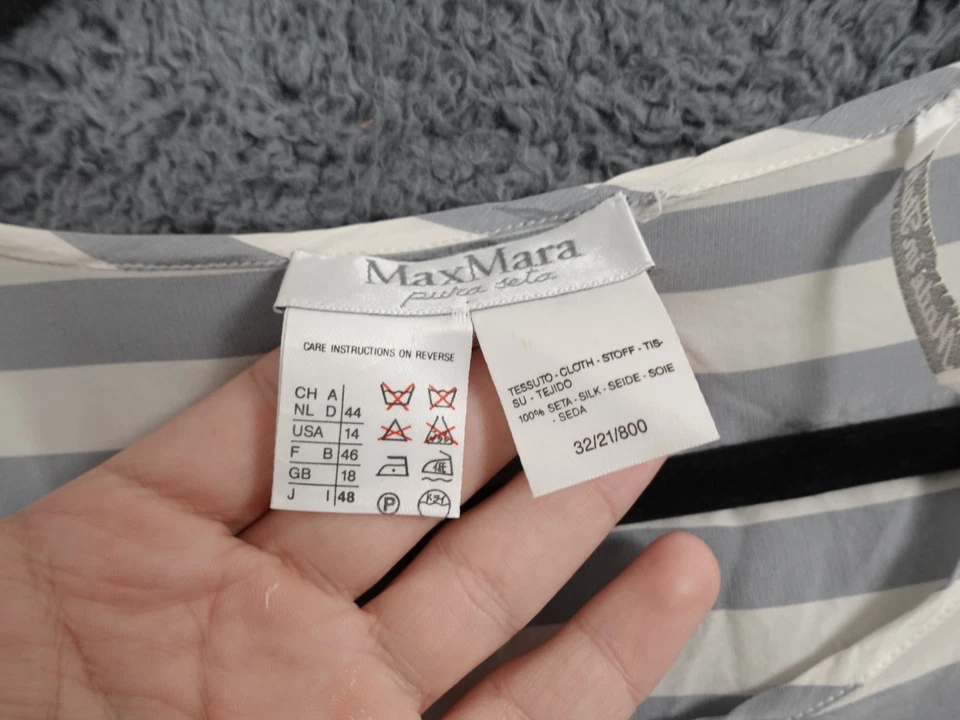 MaxMara
pura seta
CARE INSTRUCTIONS ON REVERSE
CH A
NL D 44
USA 14
F B 46
GB 18
J I 48
P
TESSUTO - CLOTH - STOFF - TIS-
SU - TEJIDO
100% SETA - SILK - SEIDE - SOIE
- SEDA
32/21/800